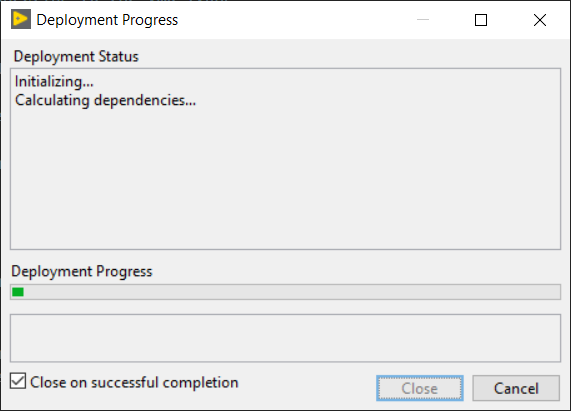 Deployment Progress
Deployment Status
Initializing...
Calculating dependencies...
Deployment Progress
Close on successful completion
Close
Cancel